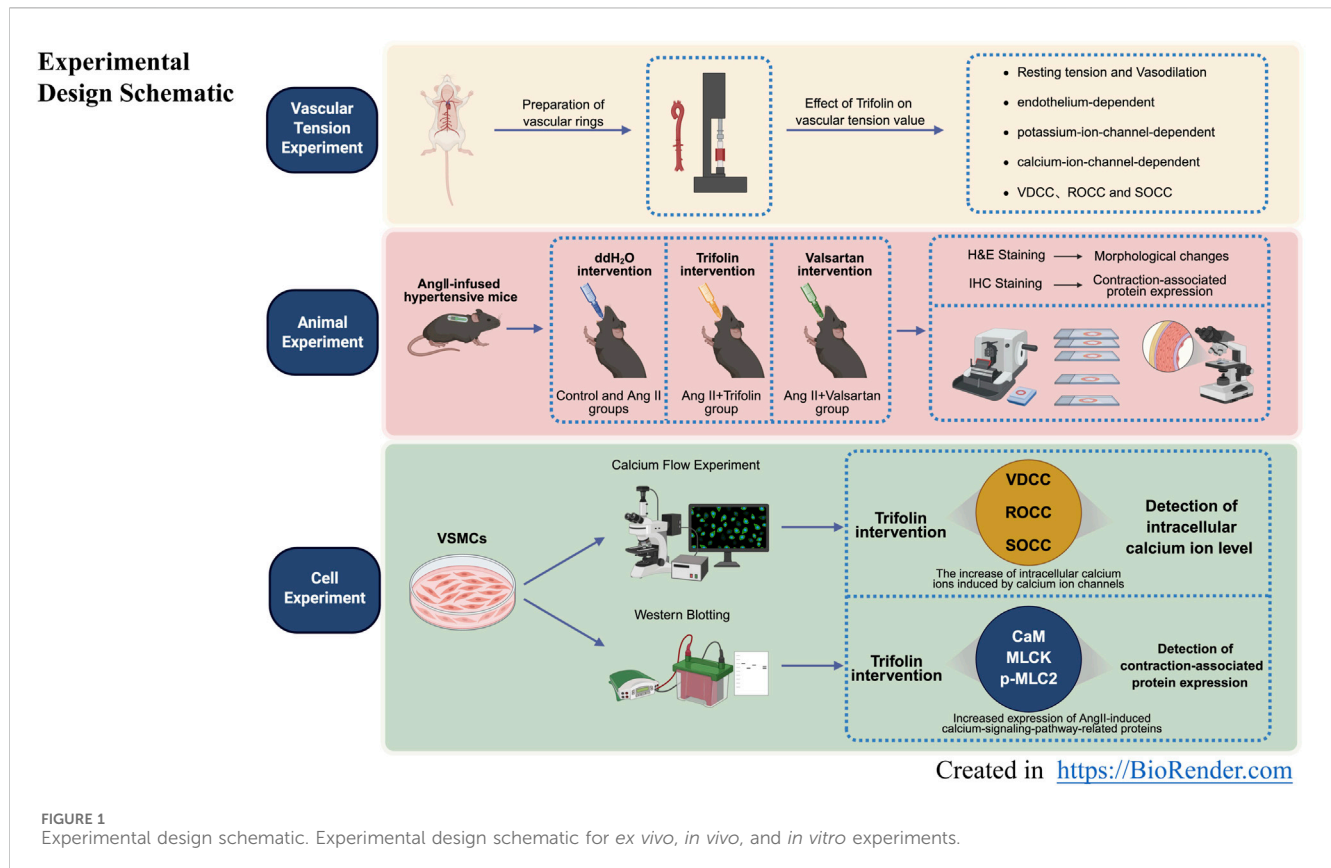 Experimental
Design Schematic
Vascular
Tension
Experiment
Preparation of
vascular rings
Effect of Trifolin on
vascular tension value
• Resting tension and Vasodilation
• endothelium-dependent
• potassium-ion-channel-dependent
• calcium-ion-channel-dependent
• VDCC、ROCC and SOCC
Animal
Experiment
AngII-infused
hypertensive mice
ddH₂O
intervention
Control and Ang II
groups
Trifolin
intervention
Ang II+Trifolin
group
Valsartan
intervention
Ang II+Valsartan
group
H&E Staining
Morphological changes
IHC Staining
Contraction-associated
protein expression
Cell
Experiment
VSMCs
Calcium Flow Experiment
Western Blotting
Trifolin
intervention
VDCC
ROCC
SOCC
The increase of intracellular calcium
ions induced by calcium ion channels
Detection of
intracellular
calcium ion level
Trifolin
intervention
CaM
MLCK
p-MLC2
Increased expression of AngII-induced
calcium-signaling-pathway-related proteins
Detection of
contraction-associated
protein expression
Created in https://BioRender.com
FIGURE 1
Experimental design schematic. Experimental design schematic for ex vivo, in vivo, and in vitro experiments.